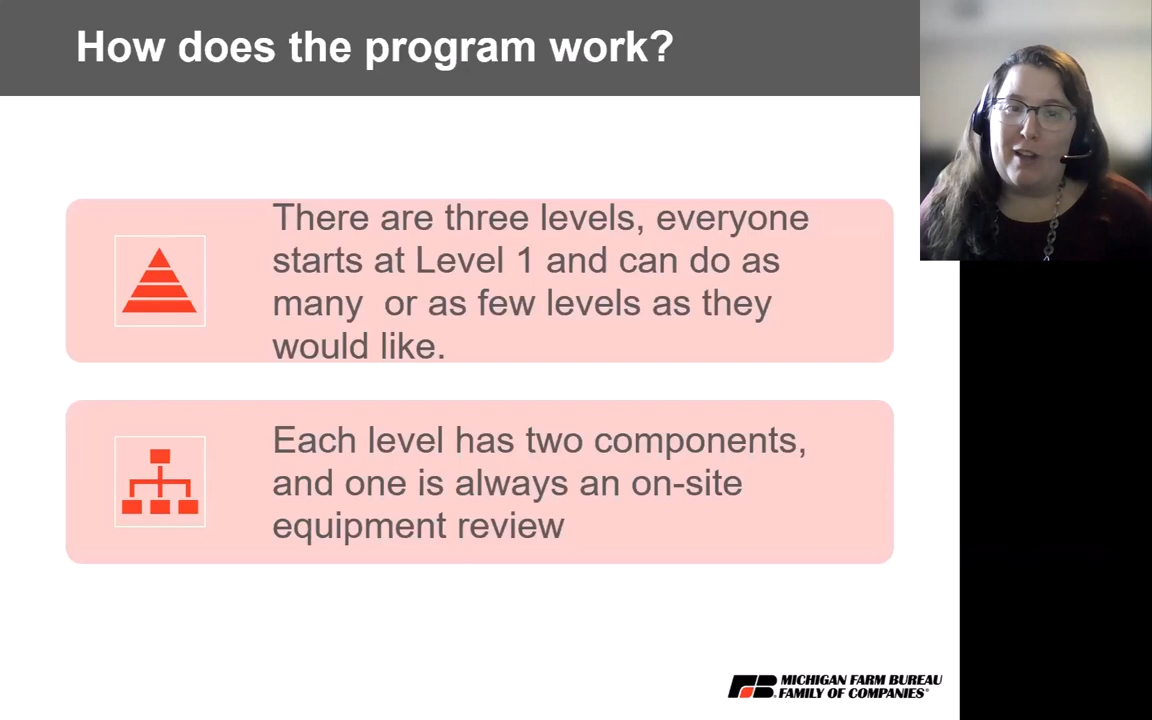 How does the program work?
There are three levels, everyone
starts at Level 1 and can do as
many  or as few levels as they
would like.
Each level has two components,
and one is always an on-site
equipment review
FB® MICHIGAN FARM BUREAU
FAMILY OF COMPANIES®